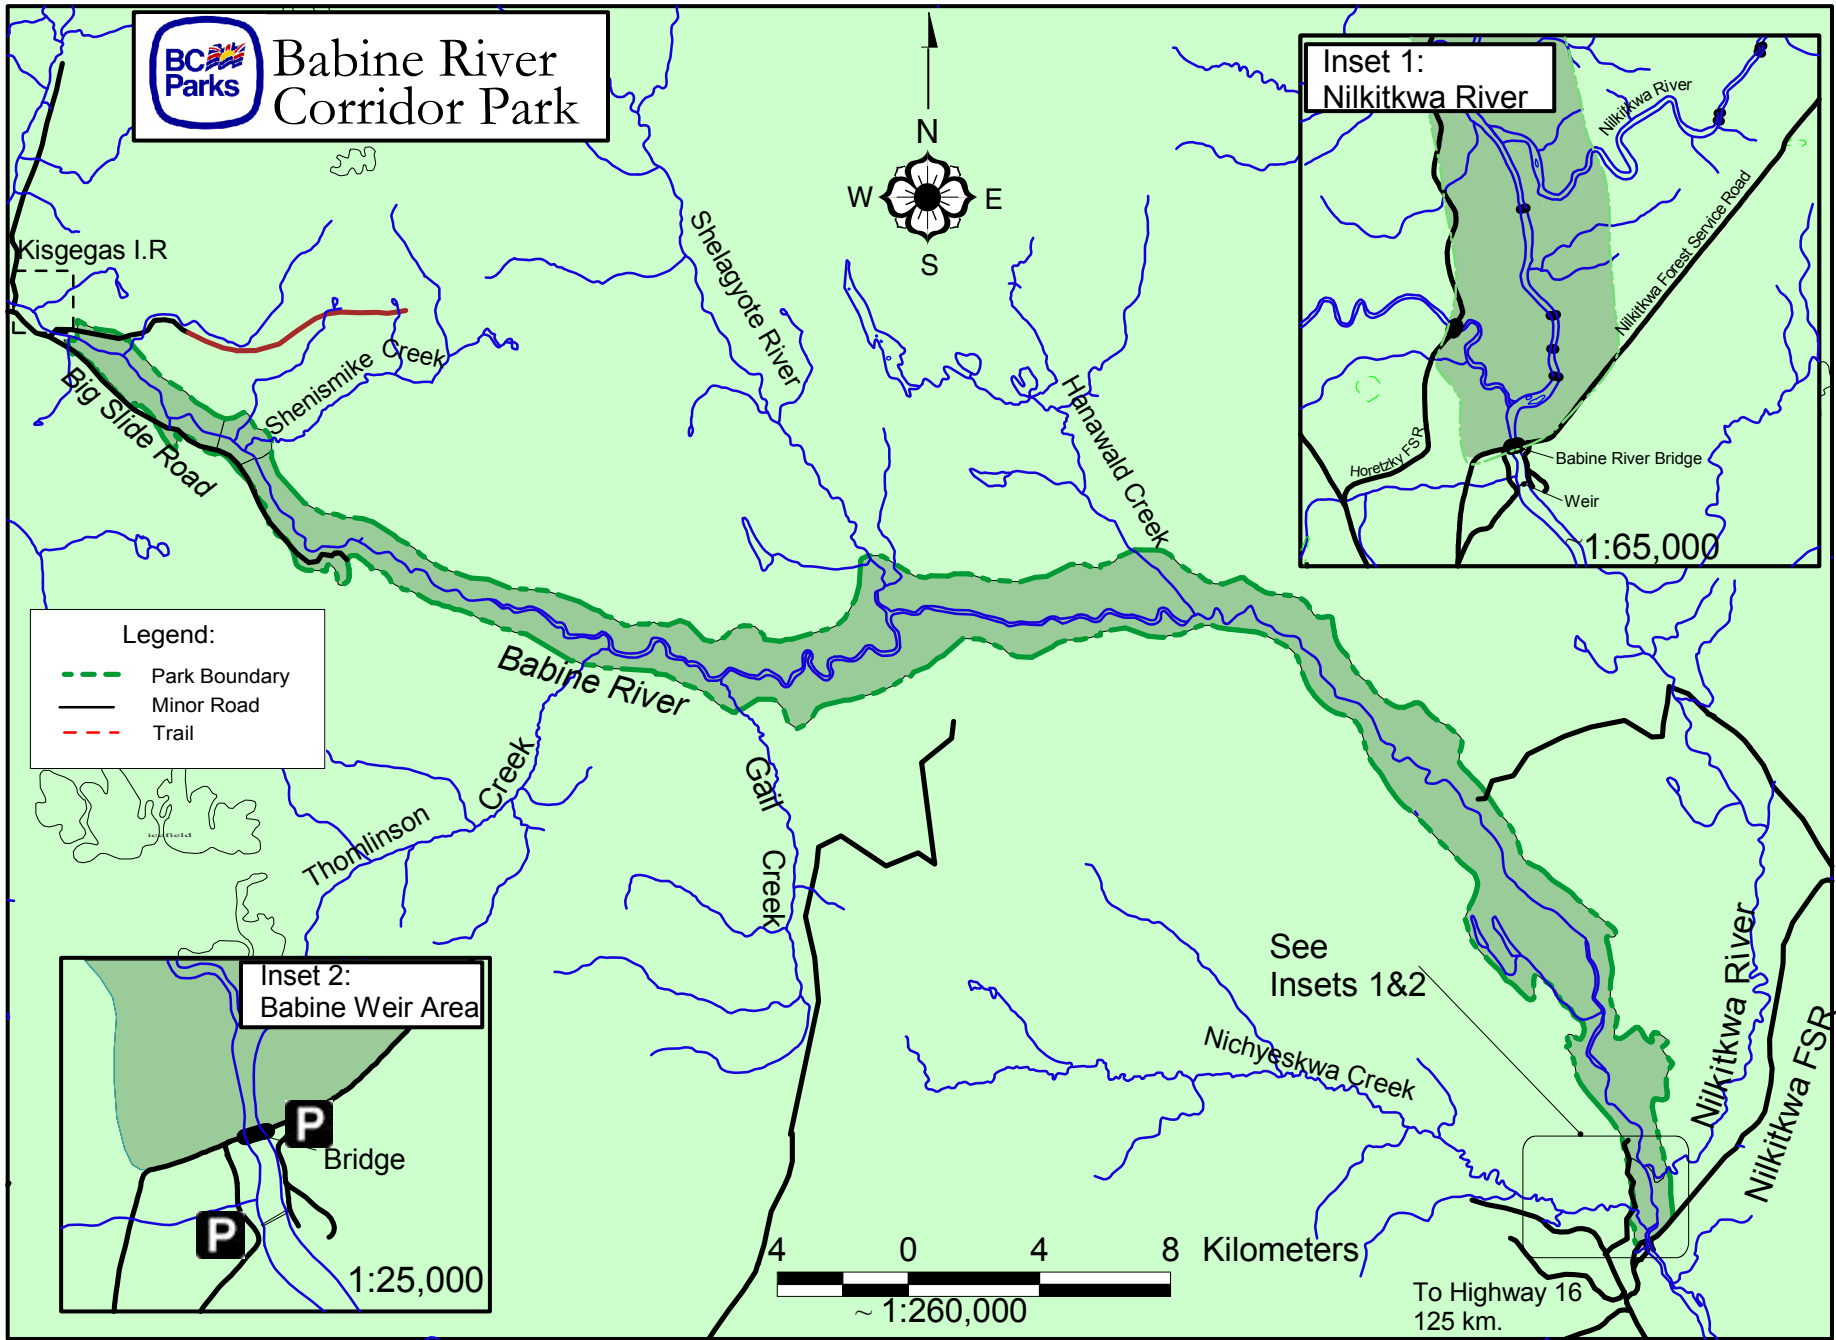 BC
Parks
Babine River
Corridor Park
N
W
E
S
Inset 1:
Nilkitkwa River
Nilkitkwa River
Nilkitkwa Forest Service Road
Horetzky FSR
Babine River Bridge
Weir
~1:65,000
Kisgegas I.R
Big Slide Road
Shenismike Creek
Shelagyote River
Hanawald Creek
Legend:
Park Boundary
Minor Road
Trail
Babine River
Thomlinson Creek
Gail Creek
icefield
Inset 2:
Babine Weir Area
P
Bridge
P
1:25,000
See
Insets 1&2
Nichyeskwa Creek
Nilkitkwa River
Nilkitkwa FSR
4 0 4 8 Kilometers
~ 1:260,000
To Highway 16
125 km.